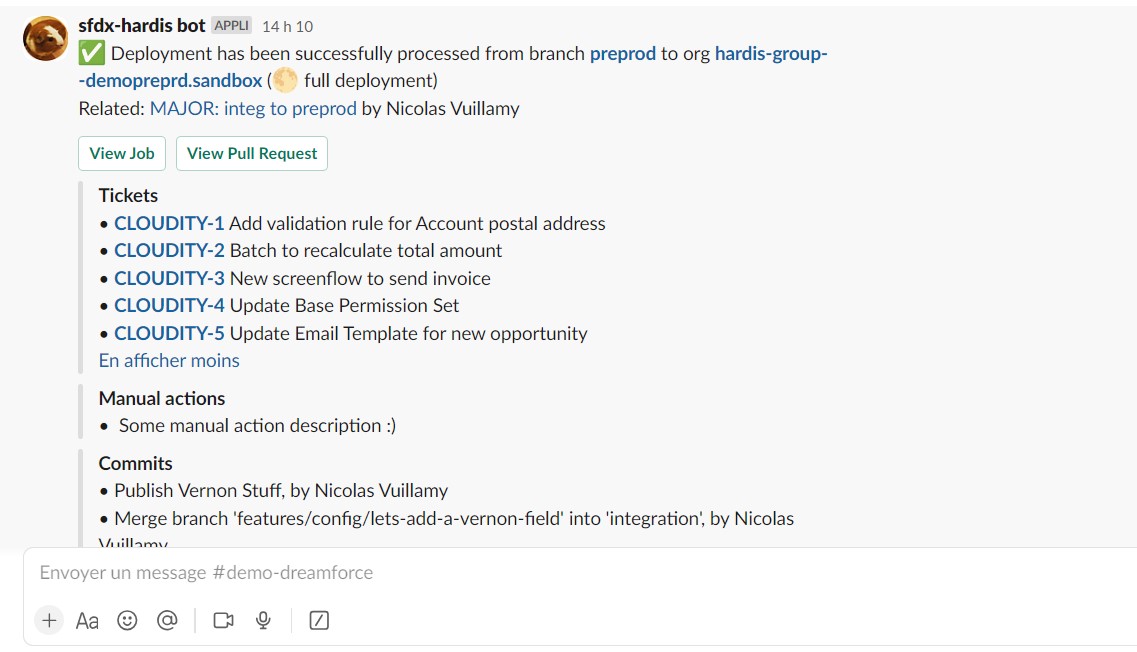 sfdx-hardis bot APPLI 14 h 10
✅ Deployment has been successfully processed from branch preprod to org hardis-group-
-demopreprd.sandbox (🌕 full deployment)
Related: MAJOR: integ to preprod by Nicolas Vuillamy
View Job View Pull Request
Tickets
• CLOUDITY-1 Add validation rule for Account postal address
• CLOUDITY-2 Batch to recalculate total amount
• CLOUDITY-3 New screenflow to send invoice
• CLOUDITY-4 Update Base Permission Set
• CLOUDITY-5 Update Email Template for new opportunity
En afficher moins
Manual actions
• Some manual action description :)
Commits
• Publish Vernon Stuff, by Nicolas Vuillamy
• Merge branch 'features/config/lets-add-a-vernon-field' into 'integration', by Nicolas
Vuillamy
Envoyer un message #demo-dreamforce
Aa